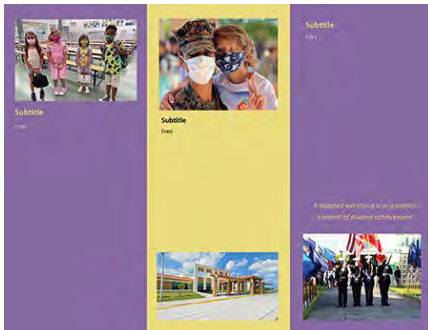 Subtitle
Copy
Subtitle
Copy
Subtitle
Copy
A talented workforce is an essential
element of student achievement